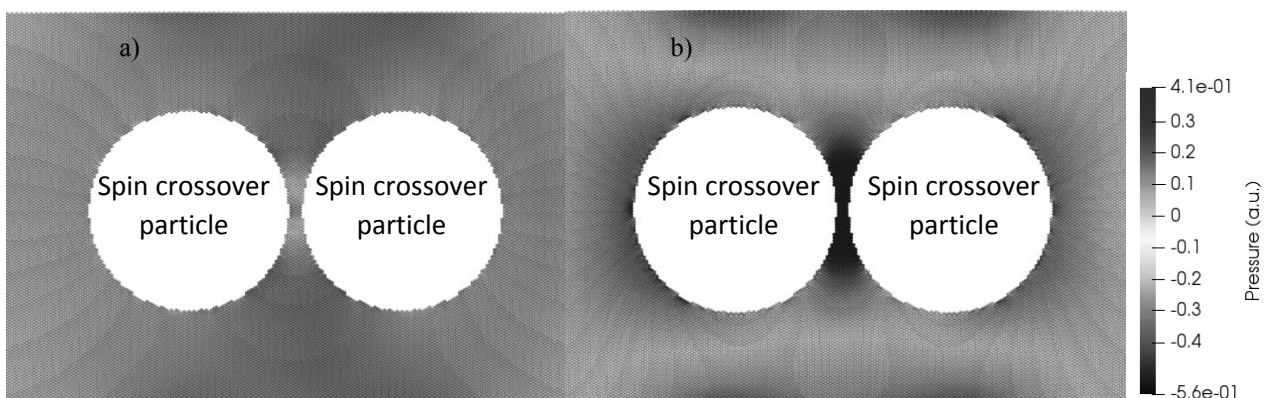 a)
b)
Spin crossover
particle
Spin crossover
particle
Spin crossover
particle
Spin crossover
particle
4.1e-01
0.3
0.2
0.1
0
-0.1
-0.2
-0.3
-0.4
-5.6e-01
Pressure (a.u.)